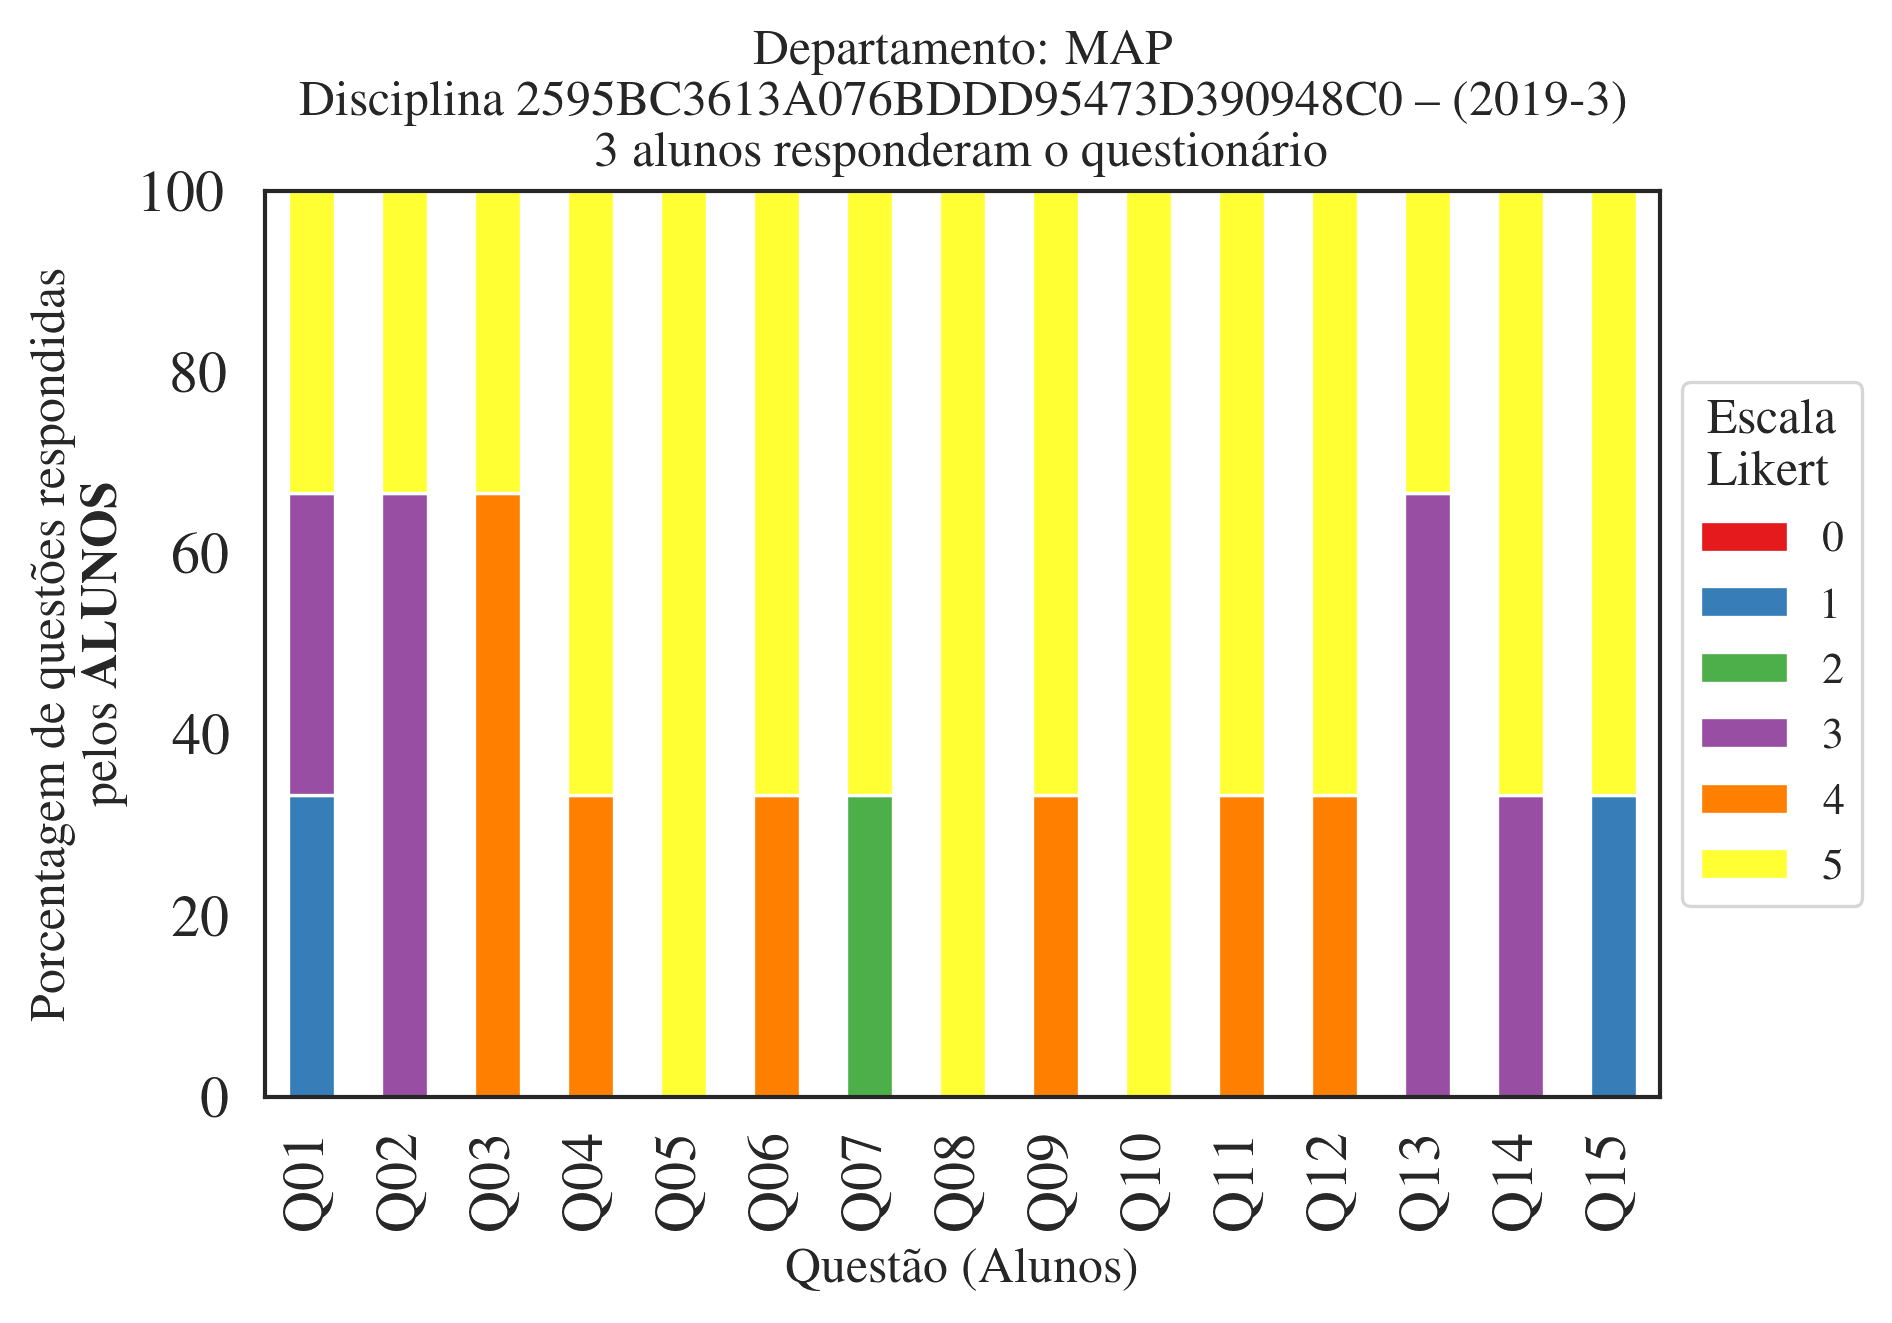 Departamento: MAP
Disciplina 2595BC3613A076BDDD95473D390948C0 – (2019-3)
3 alunos responderam o questionário
Porcentagem de questões respondidas
pelos ALUNOS
100
80
60
40
20
0
Q01
Q02
Q03
Q04
Q05
Q06
Q07
Q08
Q09
Q10
Q11
Q12
Q13
Q14
Q15
Questão (Alunos)
Escala
Likert
0
1
2
3
4
5